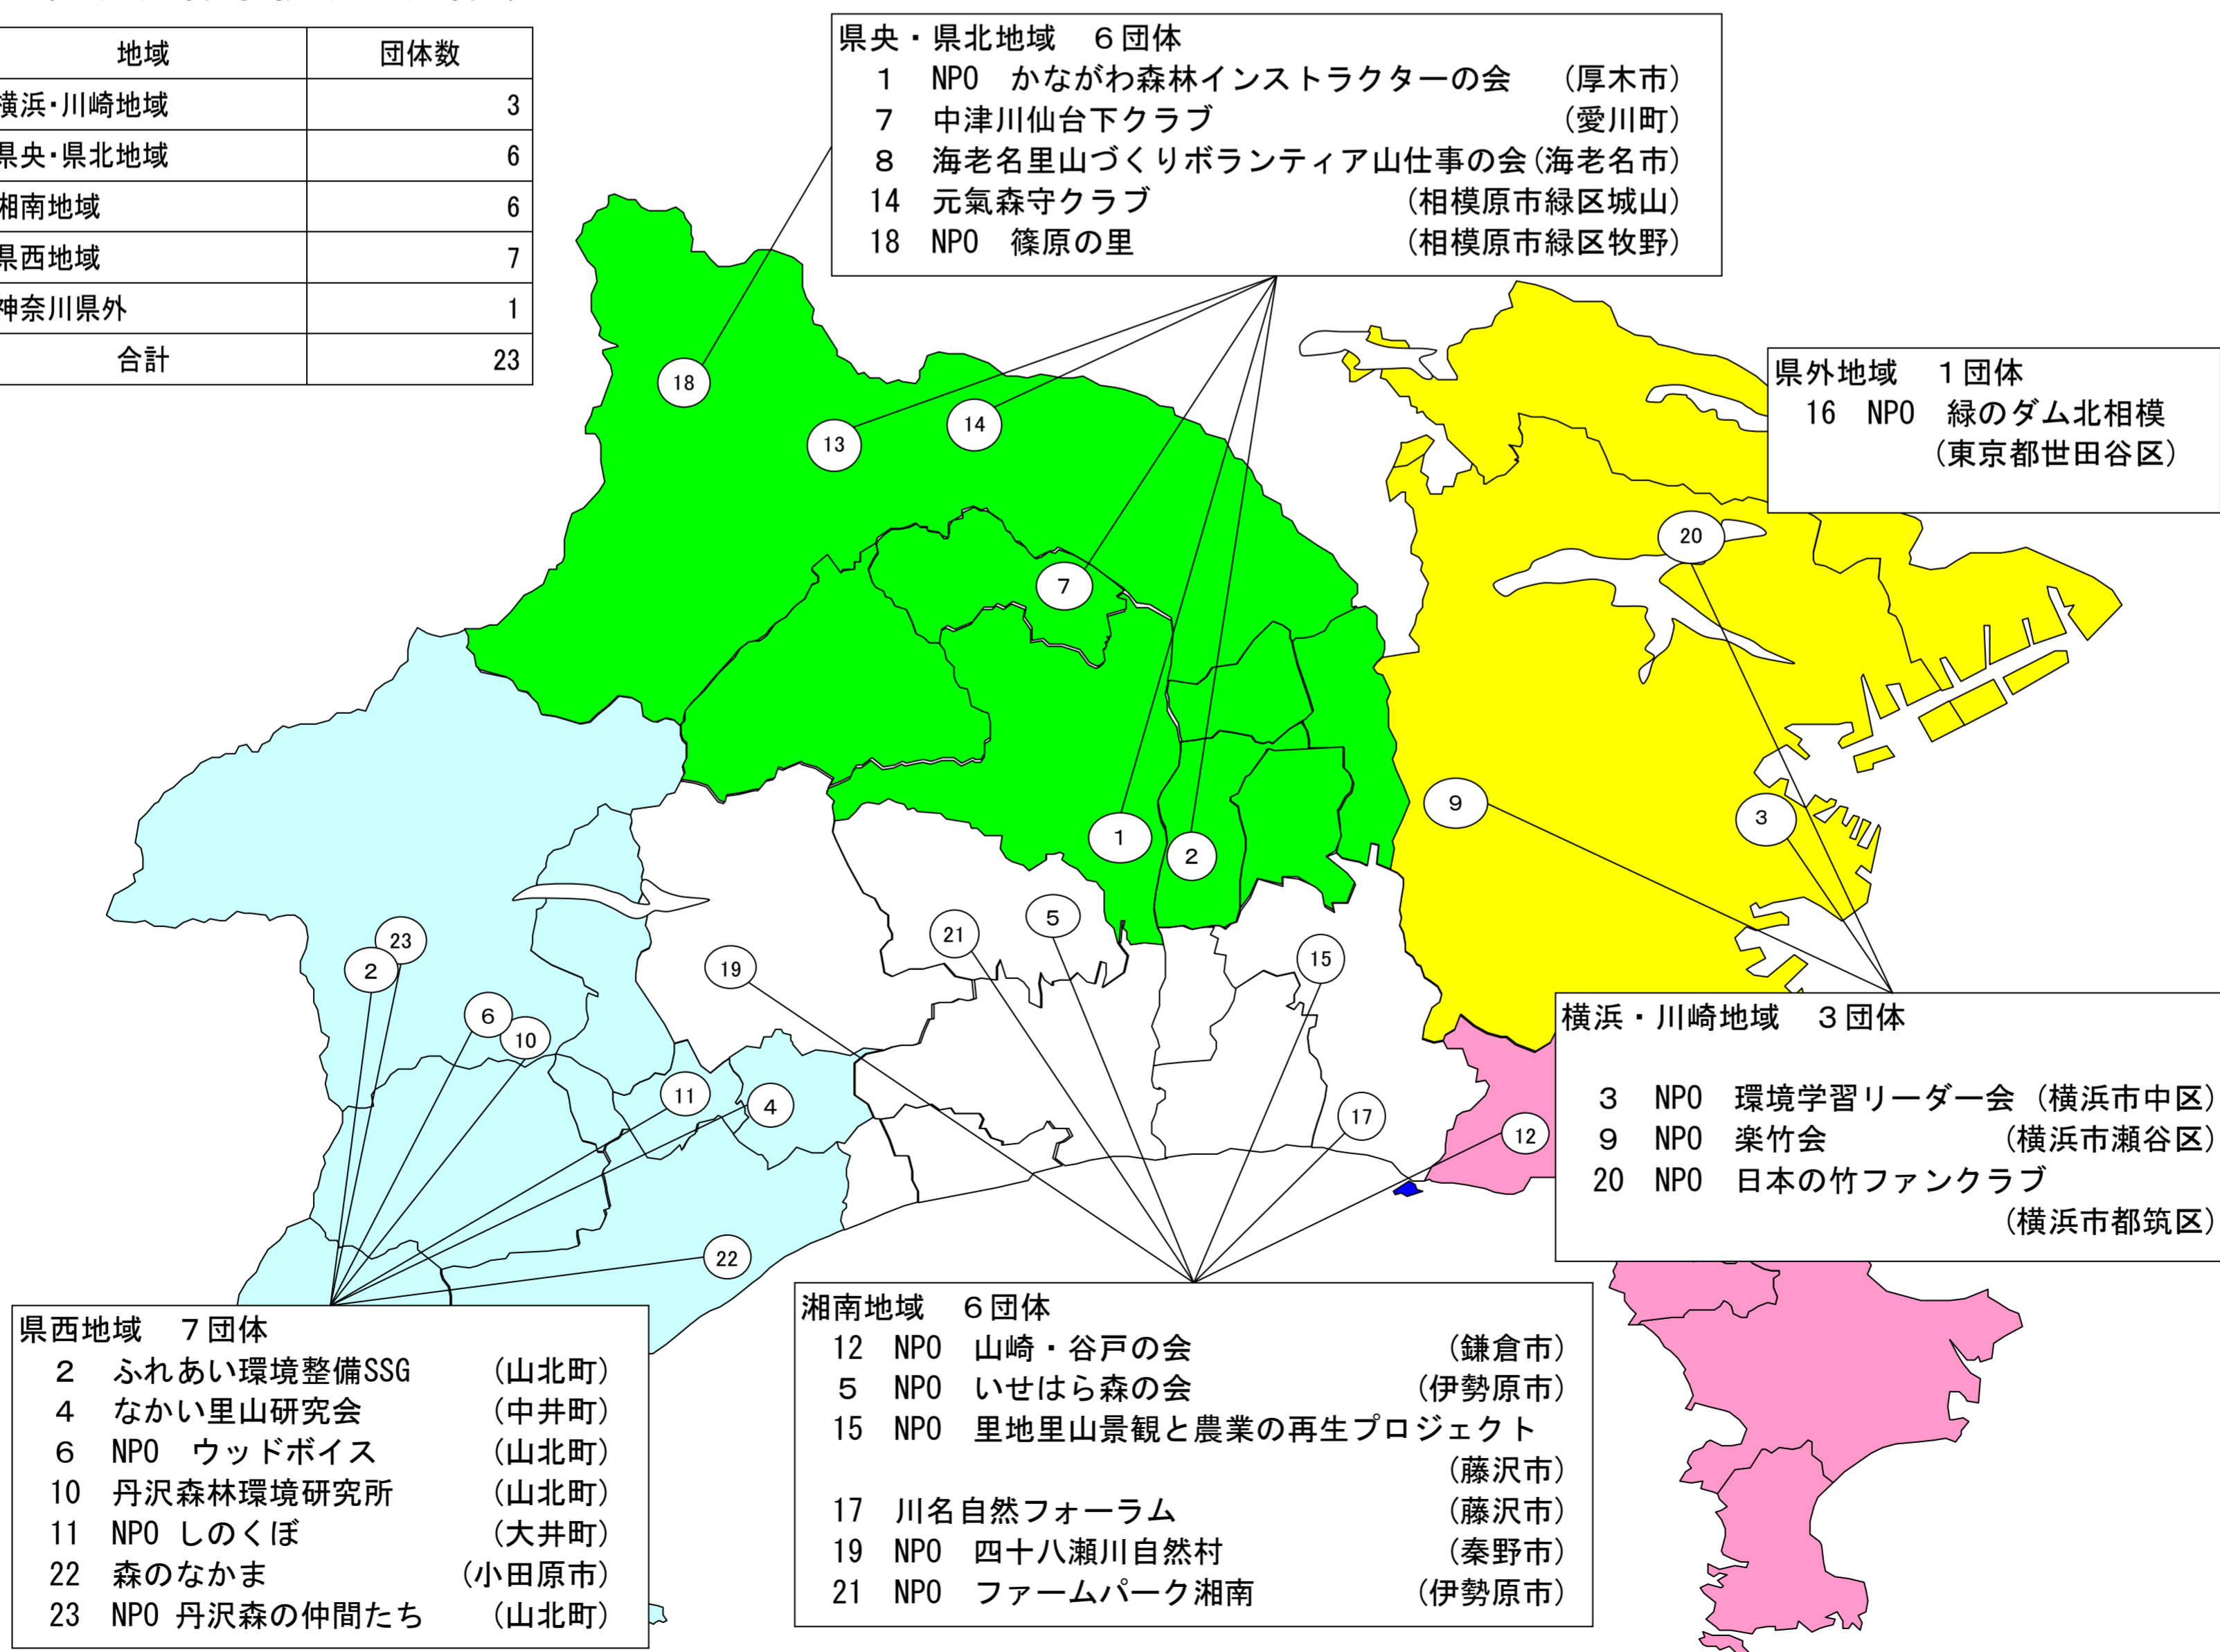 地域 団体数
横浜・川崎地域 3
県央・県北地域 6
湘南地域 6
県西地域 7
神奈川県外 1
合計 23
県央・県北地域　６団体
1 NPO　かながわ森林インストラクターの会　（厚木市）
7 中津川仙台下クラブ （愛川町）
8 海老名里山づくりボランティア山仕事の会(海老名市）
14 元氣森守クラブ （相模原市緑区城山）
18 NPO　篠原の里 （相模原市緑区牧野）
県外地域　１団体
16 NPO　緑のダム北相模
（東京都世田谷区）
18
13
14
7
20
9
3
1
2
5
21
15
19
23
2
6
10
11
4
17
12
22
横浜・川崎地域　３団体
3 NPO　環境学習リーダー会（横浜市中区）
9 NPO　楽竹会 （横浜市瀬谷区）
20 NPO　日本の竹ファンクラブ
（横浜市都筑区）
湘南地域　６団体
12 NPO　山崎・谷戸の会 （鎌倉市）
5 NPO　いせはら森の会 （伊勢原市）
15 NPO　里地里山景観と農業の再生プロジェクト
（藤沢市）
17 川名自然フォーラム （藤沢市）
19 NPO　四十八瀬川自然村 （秦野市）
21 NPO　ファームパーク湘南 （伊勢原市）
県西地域　７団体
2 ふれあい環境整備SSG （山北町）
4 なかい里山研究会 （中井町）
6 NPO　ウッドボイス （山北町）
10 丹沢森林環境研究所 （山北町）
11 NPO しのくぼ （大井町）
22 森のなかま （小田原市）
23 NPO 丹沢森の仲間たち （山北町）